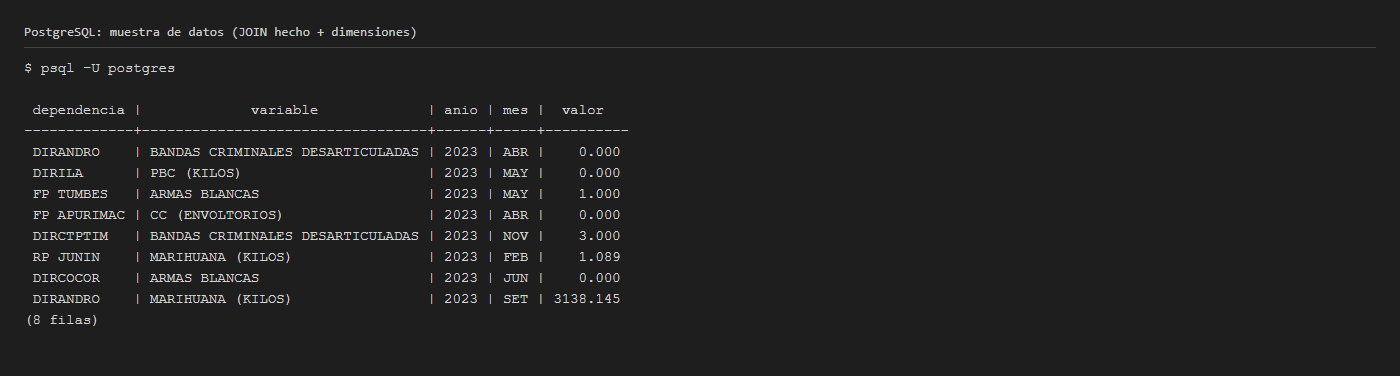 PostgreSQL: muestra de datos (JOIN hecho + dimensiones)
$ psql -U postgres
 dependencia |             variable             | anio | mes |  valor
-------------+----------------------------------+------+-----+----------
 DIRANDRO    | BANDAS CRIMINALES DESARTICULADAS | 2023 | ABR |    0.000
 DIRILA      | PBC (KILOS)                      | 2023 | MAY |    0.000
 FP TUMBES   | ARMAS BLANCAS                    | 2023 | MAY |    1.000
 FP APURIMAC | CC (ENVOLTORIOS)                 | 2023 | ABR |    0.000
 DIRCTPTIM   | BANDAS CRIMINALES DESARTICULADAS | 2023 | NOV |    3.000
 RP JUNIN    | MARIHUANA (KILOS)                | 2023 | FEB |    1.089
 DIRCOCOR    | ARMAS BLANCAS                    | 2023 | JUN |    0.000
 DIRANDRO    | MARIHUANA (KILOS)                | 2023 | SET | 3138.145
(8 filas)